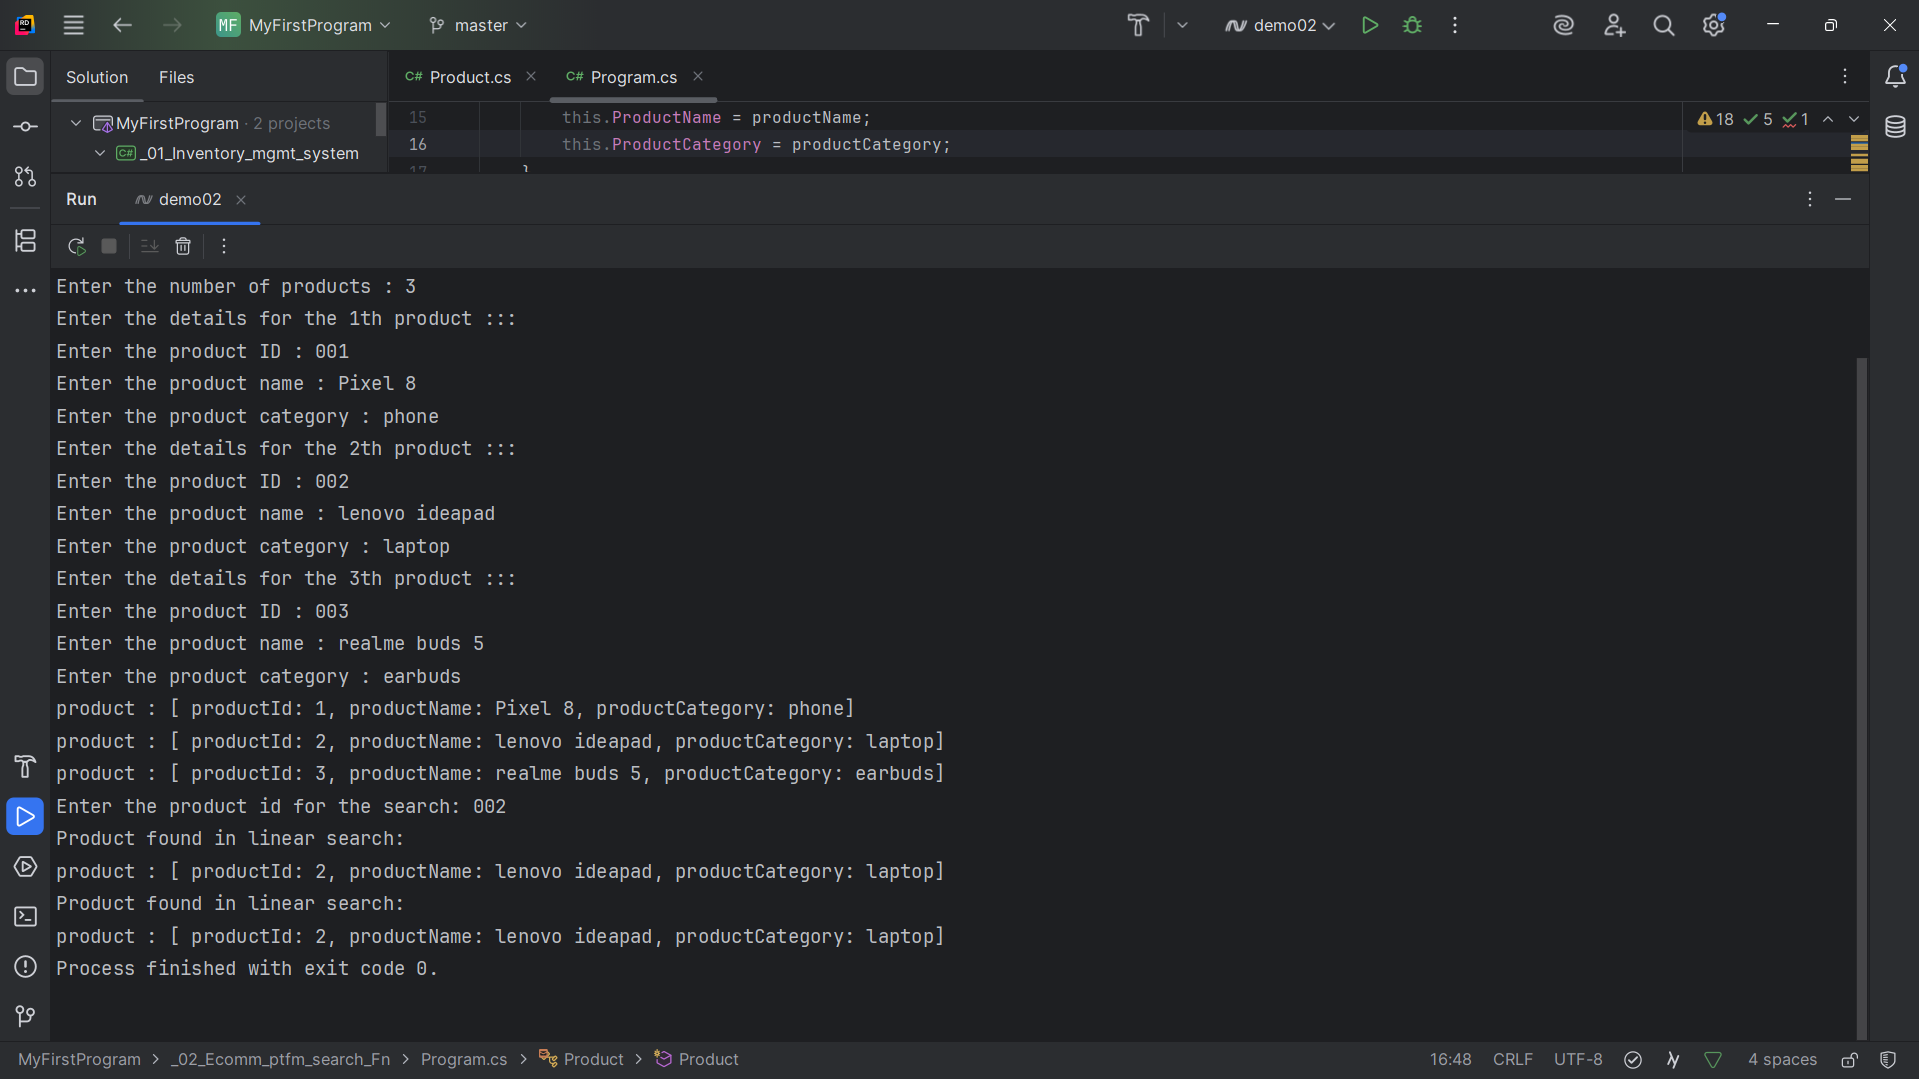 MF MyFirstProgram master demo02
Solution Files Product.cs Program.cs
MyFirstProgram · 2 projects
_01_Inventory_mgmt_system
15 this.ProductName = productName;
16 this.ProductCategory = productCategory;
17 }
18 5 1
Run demo02
Enter the number of products : 3
Enter the details for the 1th product :::
Enter the product ID : 001
Enter the product name : Pixel 8
Enter the product category : phone
Enter the details for the 2th product :::
Enter the product ID : 002
Enter the product name : lenovo ideapad
Enter the product category : laptop
Enter the details for the 3th product :::
Enter the product ID : 003
Enter the product name : realme buds 5
Enter the product category : earbuds
product : [ productId: 1, productName: Pixel 8, productCategory: phone]
product : [ productId: 2, productName: lenovo ideapad, productCategory: laptop]
product : [ productId: 3, productName: realme buds 5, productCategory: earbuds]
Enter the product id for the search: 002
Product found in linear search:
product : [ productId: 2, productName: lenovo ideapad, productCategory: laptop]
Product found in linear search:
product : [ productId: 2, productName: lenovo ideapad, productCategory: laptop]
Process finished with exit code 0.
MyFirstProgram > _02_Ecomm_ptfm_search_Fn > Program.cs > Product > Product 16:48 CRLF UTF-8 4 spaces